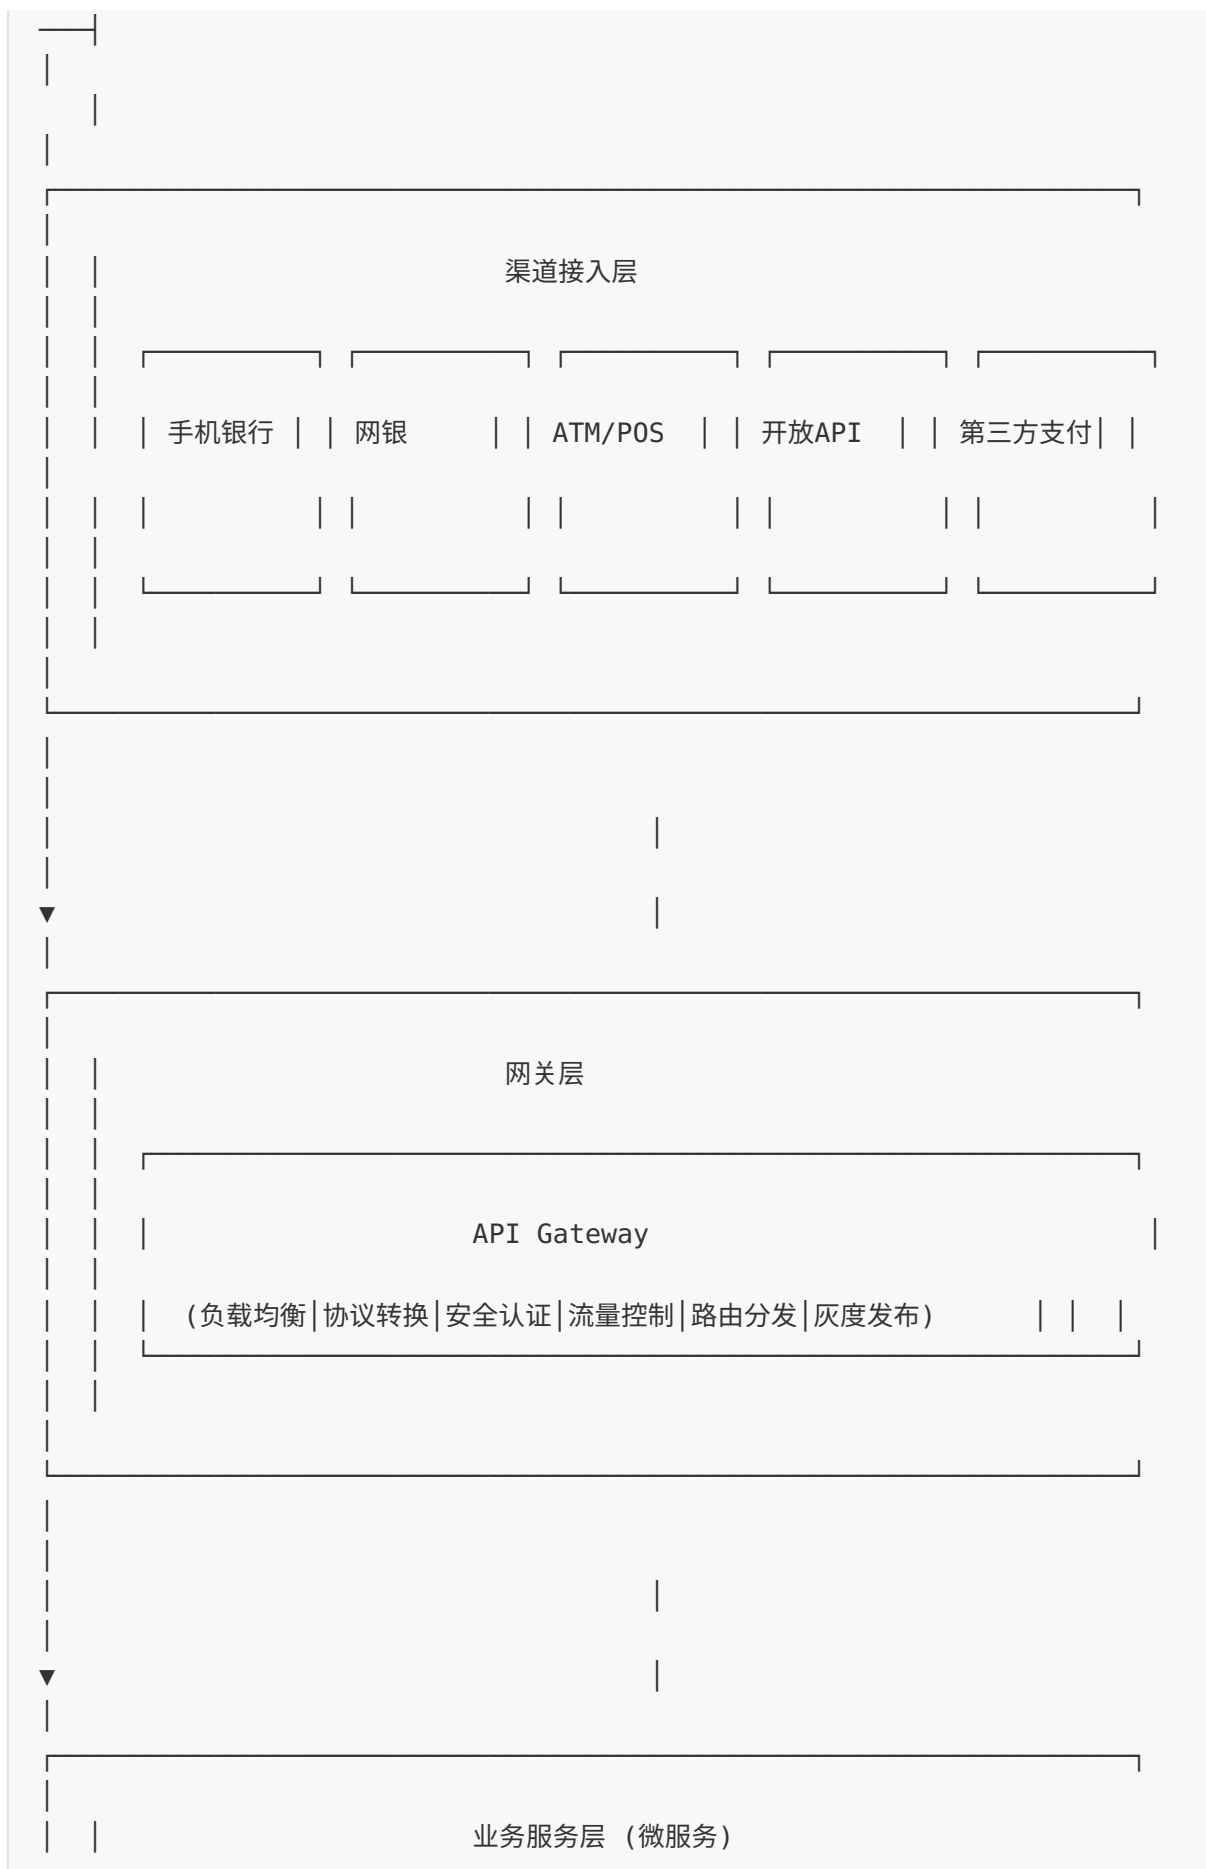 渠道接入层
手机银行 │ │ 网银 │ │ ATM/POS │ │ 开放API │ │ 第三方支付│ │
网关层
API Gateway
(负载均衡│协议转换│安全认证│流量控制│路由分发│灰度发布)
业务服务层 (微服务)